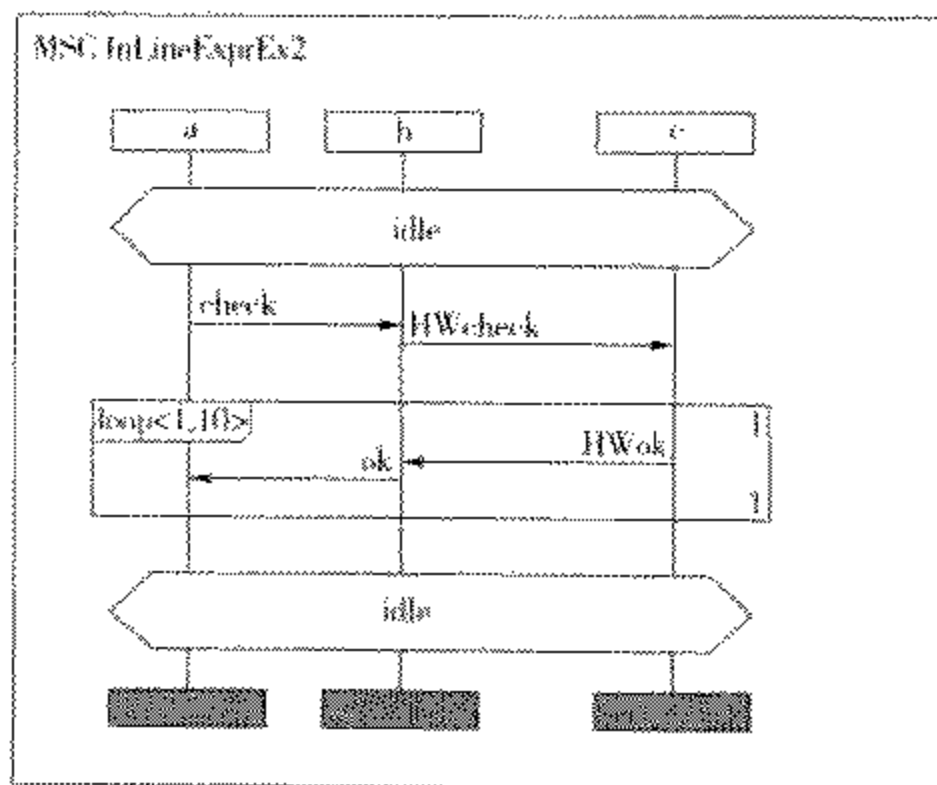 MSC InLineExprEx2
a
b
c
idle
check
HWcheck
loop<1,10>
HWok
ok
idle